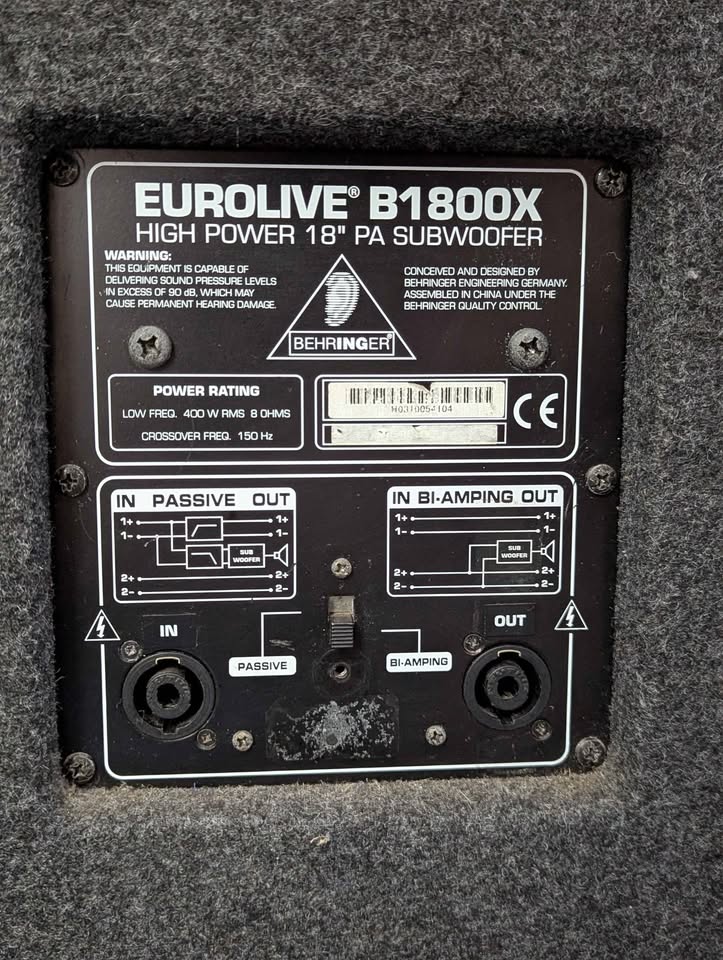 EUROLIVE® B1800X
HIGH POWER 18" PA SUBWOOFER
WARNING:
THIS EQUIPMENT IS CAPABLE OF
DELIVERING SOUND PRESSURE LEVELS
IN EXCESS OF 90 dB, WHICH MAY
CAUSE PERMANENT HEARING DAMAGE.
CONCEIVED AND DESIGNED BY
BEHRINGER ENGINEERING GERMANY.
ASSEMBLED IN CHINA UNDER THE
BEHRINGER QUALITY CONTROL.
BEHRINGER®
POWER RATING
LOW FREQ. 400 W RMS 8 OHMS
CROSSOVER FREQ. 150 Hz
CE
IN PASSIVE OUT
1+ 1+
1- 1-
SUB
WOOFER
2+ 2+
2- 2-
IN BI-AMPING OUT
1+ 1+
1- 1-
SUB
WOOFER
2+ 2+
2- 2-
IN
OUT
PASSIVE
BI-AMPING